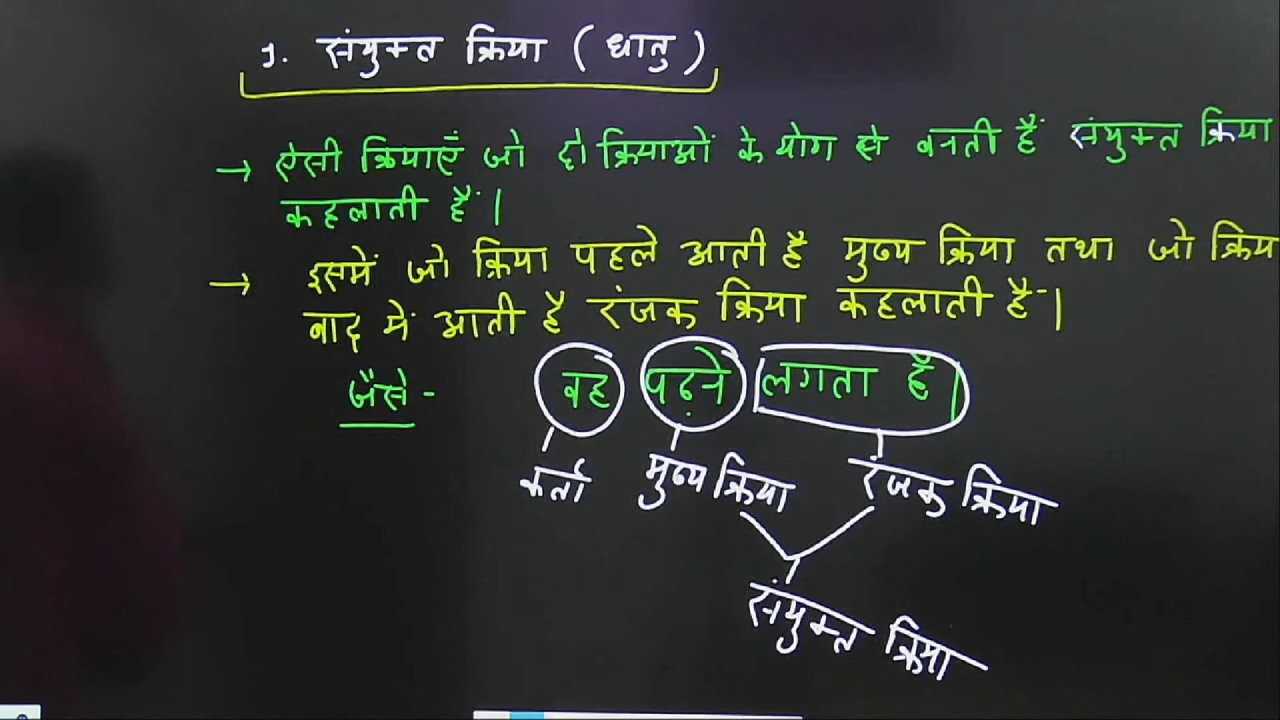 1. संयुक्त क्रिया ( धातु )
→ ऐसी क्रियाएँ जो दो क्रियाओं के योग से बनती हैं संयुक्त क्रिया
कहलाती हैं।
→ इसमें जो क्रिया पहले आती है मुख्य क्रिया तथा जो क्रिय
बाद में आती है रंजक क्रिया कहलाती है।
जैसे - वह पढ़ने लगता है।
कर्ता मुख्य क्रिया रंजक क्रिया
संयुक्त क्रिया